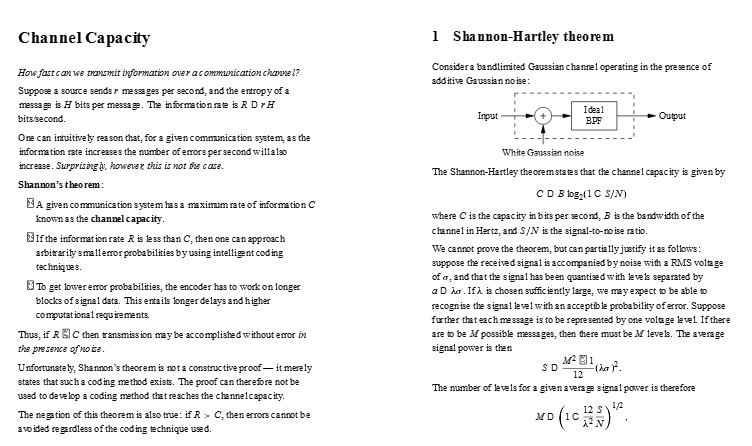 Channel Capacity
How fast can we transmit information over a communication channel?
Suppose a source sends r messages per second, and the entropy of a
message is H bits per message. The information rate is R D r H
bits/second.
One can intuitively reason that, for a given communication system, as the
information rate increases the number of errors per second will also
increase. Surprisingly, however, this is not the case.
Shannon's theorem:
A given communication system has a maximum rate of information C
known as the channel capacity.
If the information rate R is less than C, then one can approach
arbitrarily small error probabilities by using intelligent coding
techniques.
To get lower error probabilities, the encoder has to work on longer
blocks of signal data. This entails longer delays and higher
computational requirements.
Thus, if R C then transmission may be accomplished without error in
the presence of noise.
Unfortunately, Shannon's theorem is not a constructive proof — it merely
states that such a coding method exists. The proof can therefore not be
used to develop a coding method that reaches the channel capacity.
The negation of this theorem is also true: if R > C, then errors cannot be
avoided regardless of the coding technique used.
1 Shannon-Hartley theorem
Consider a bandlimited Gaussian channel operating in the presence of
additive Gaussian noise:
Input + Ideal BPF Output
White Gaussian noise
The Shannon-Hartley theorem states that the channel capacity is given by
C D B log₂(1 C S/N)
where C is the capacity in bits per second, B is the bandwidth of the
channel in Hertz, and S/N is the signal-to-noise ratio.
We cannot prove the theorem, but can partially justify it as follows:
suppose the received signal is accompanied by noise with a RMS voltage
of σ, and that the signal has been quantised with levels separated by
a D λσ. If λ is chosen sufficiently large, we may expect to be able to
recognise the signal level with an acceptible probability of error. Suppose
further that each message is to be represented by one voltage level. If there
are to be M possible messages, then there must be M levels. The average
signal power is then
S D M² 1 / 12 (λσ)².
The number of levels for a given average signal power is therefore
M D (1 C 12/λ² S/N)^1/2.